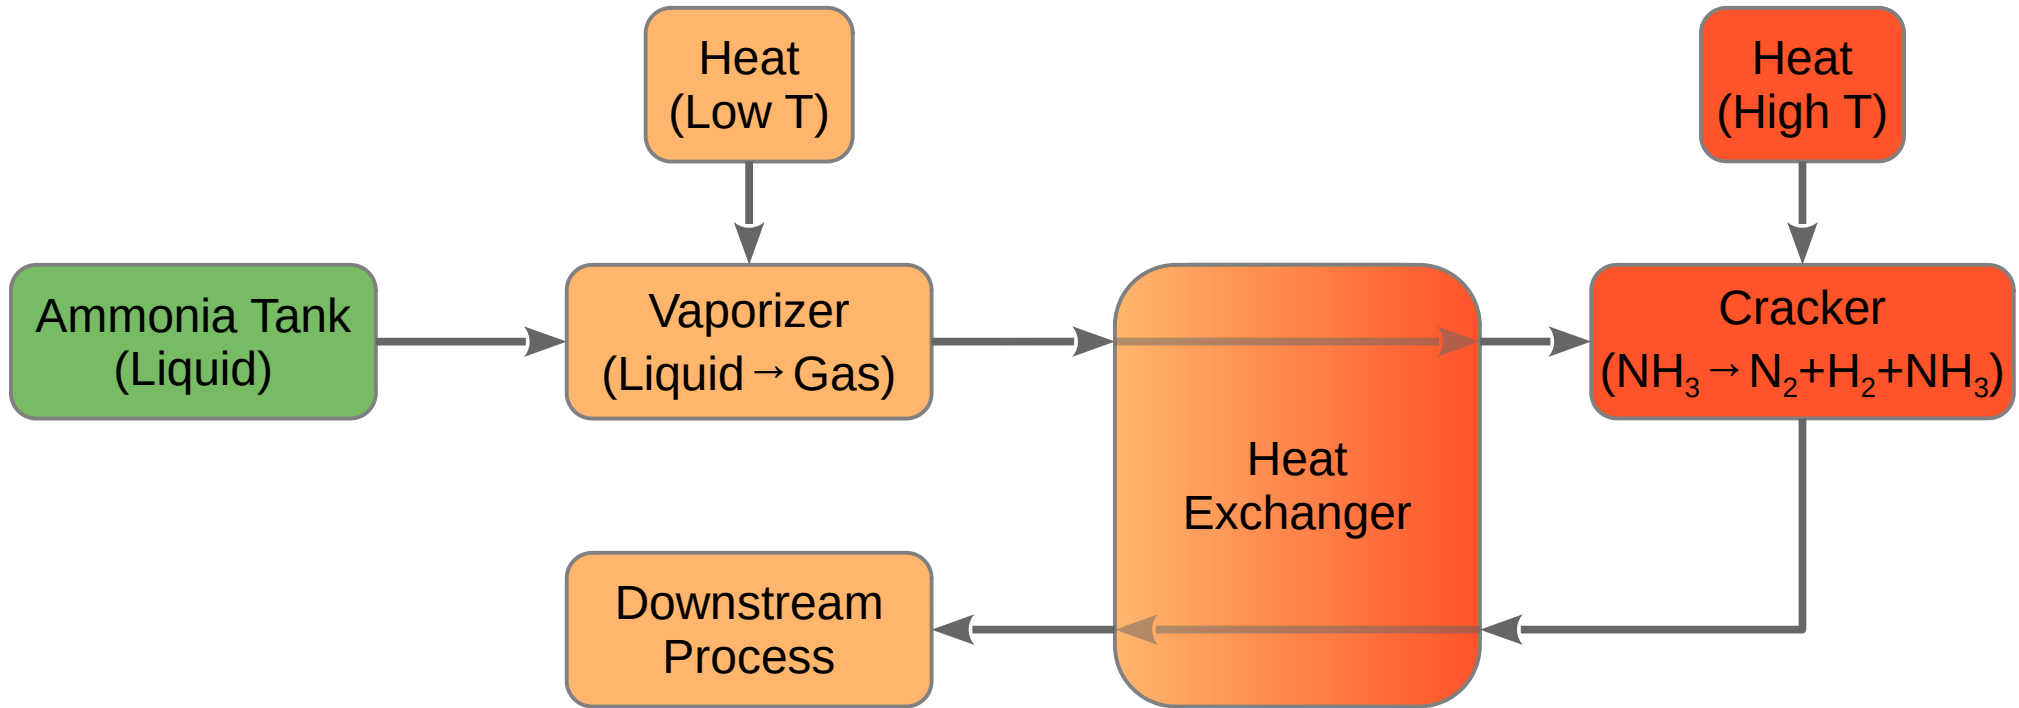 Heat
(Low T)
Heat
(High T)
Ammonia Tank
(Liquid)
Vaporizer
(Liquid→Gas)
Cracker
(NH₃→N₂+H₂+NH₃)
Heat
Exchanger
Downstream
Process